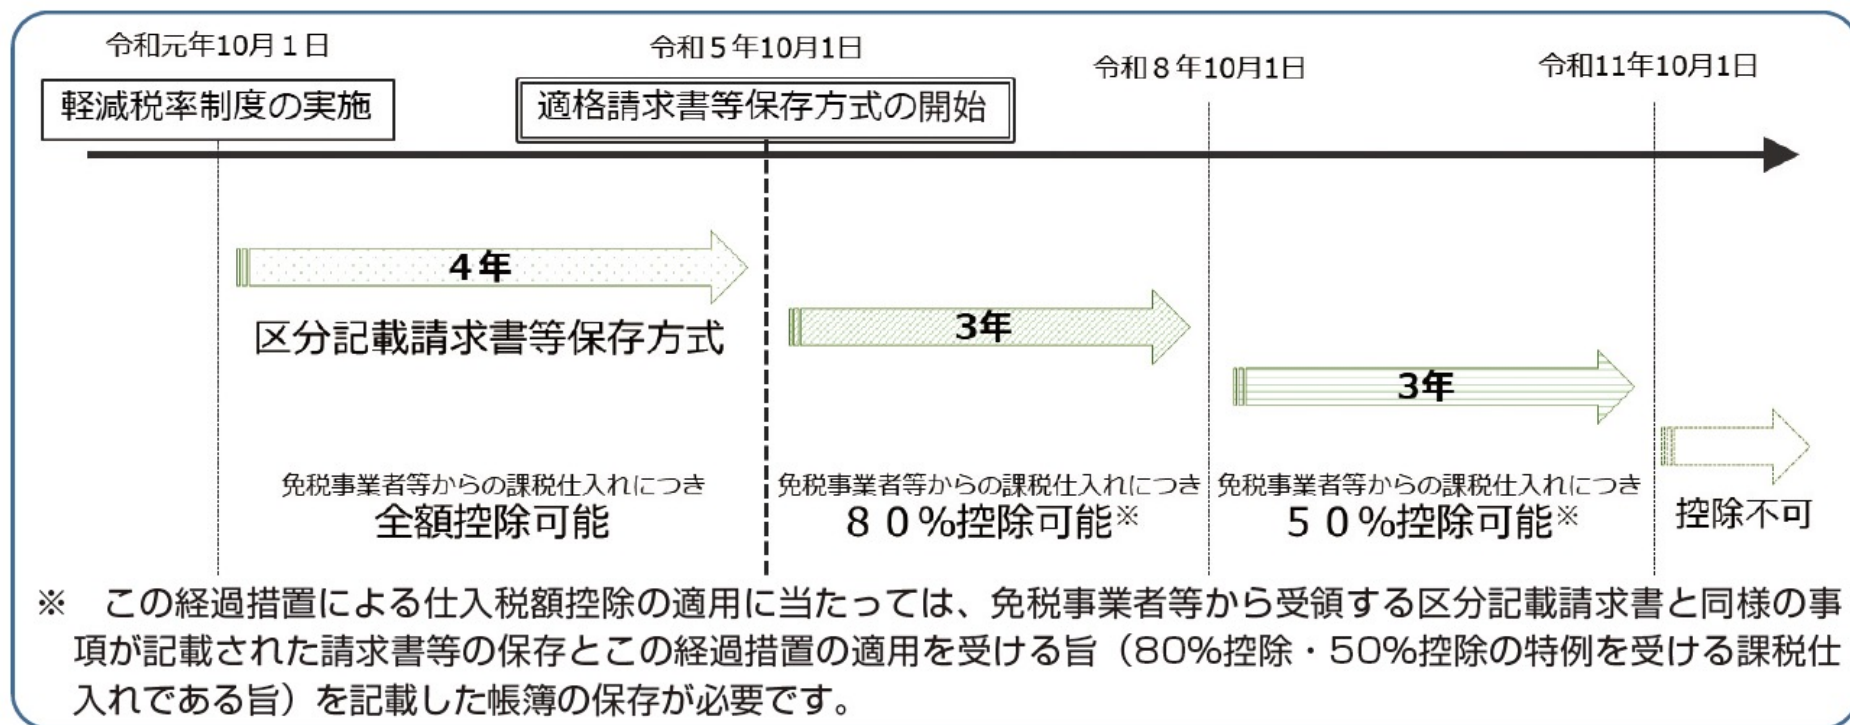 令和元年10月１日
令和５年10月1日
令和８年10月1日
令和11年10月1日
軽減税率制度の実施
適格請求書等保存方式の開始
４年
区分記載請求書等保存方式
3年
3年
免税事業者等からの課税仕入れにつき
全額控除可能
免税事業者等からの課税仕入れにつき
８０%控除可能※
免税事業者等からの課税仕入れにつき
５０%控除可能※
控除不可
※　この経過措置による仕入税額控除の適用に当たっては、免税事業者等から受領する区分記載請求書と同様の事
項が記載された請求書等の保存とこの経過措置の適用を受ける旨（80%控除・50%控除の特例を受ける課税仕
入れである旨）を記載した帳簿の保存が必要です。